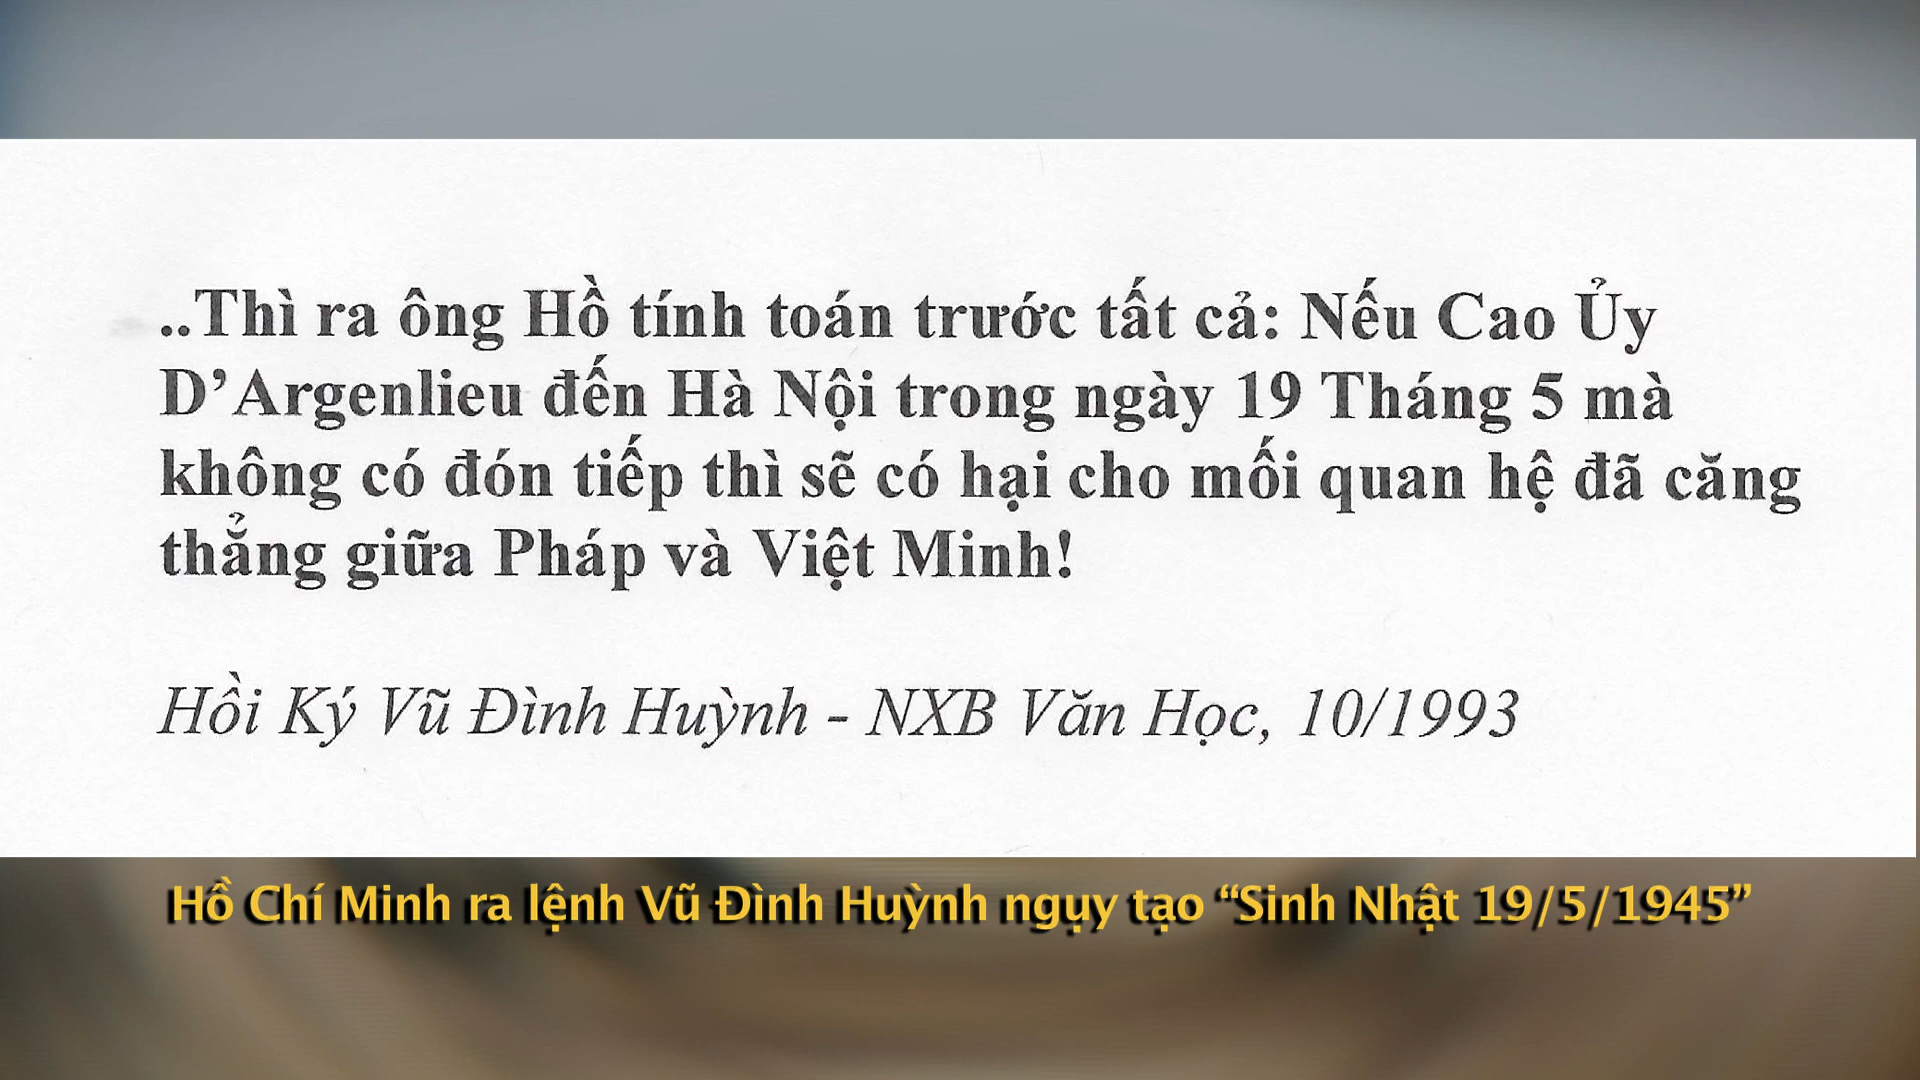 ..Thì ra ông Hồ tính toán trước tất cả: Nếu Cao Ủy
D’Argenlieu đến Hà Nội trong ngày 19 Tháng 5 mà
không có đón tiếp thì sẽ có hại cho mối quan hệ đã căng
thẳng giữa Pháp và Việt Minh!
Hồi Ký Vũ Đình Huỳnh - NXB Văn Học, 10/1993
Hồ Chí Minh ra lệnh Vũ Đình Huỳnh ngụy tạo “Sinh Nhật 19/5/1945”